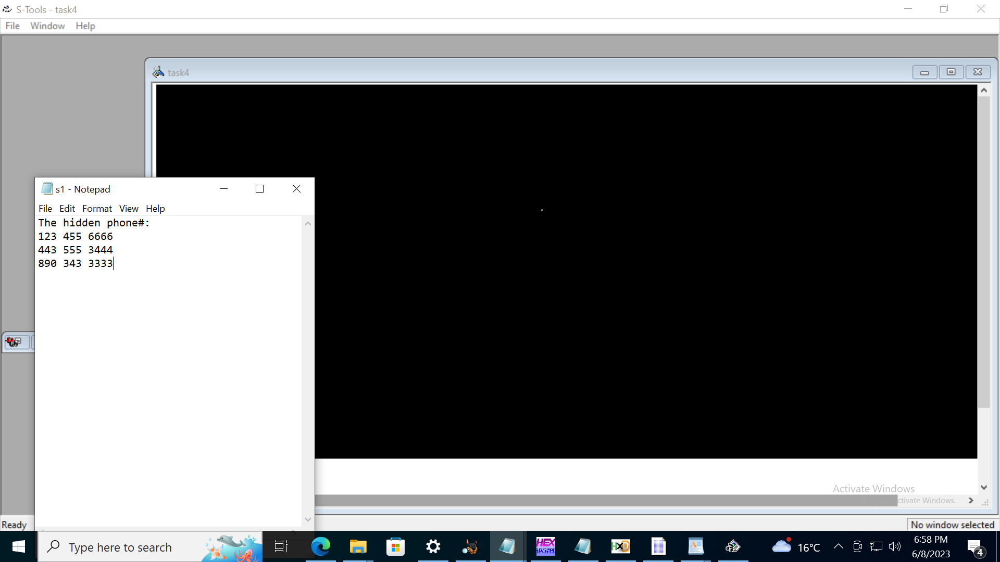 S-Tools - task4
File Window Help
task4
s1 - Notepad
File Edit Format View Help
The hidden phone#:
123 455 6666
443 555 3444
890 343 3333
Activate Windows
ctivate Windows.
Ready
No window selected
Type here to search
HEX
HxD
16°C
6:58 PM
6/8/2023
4